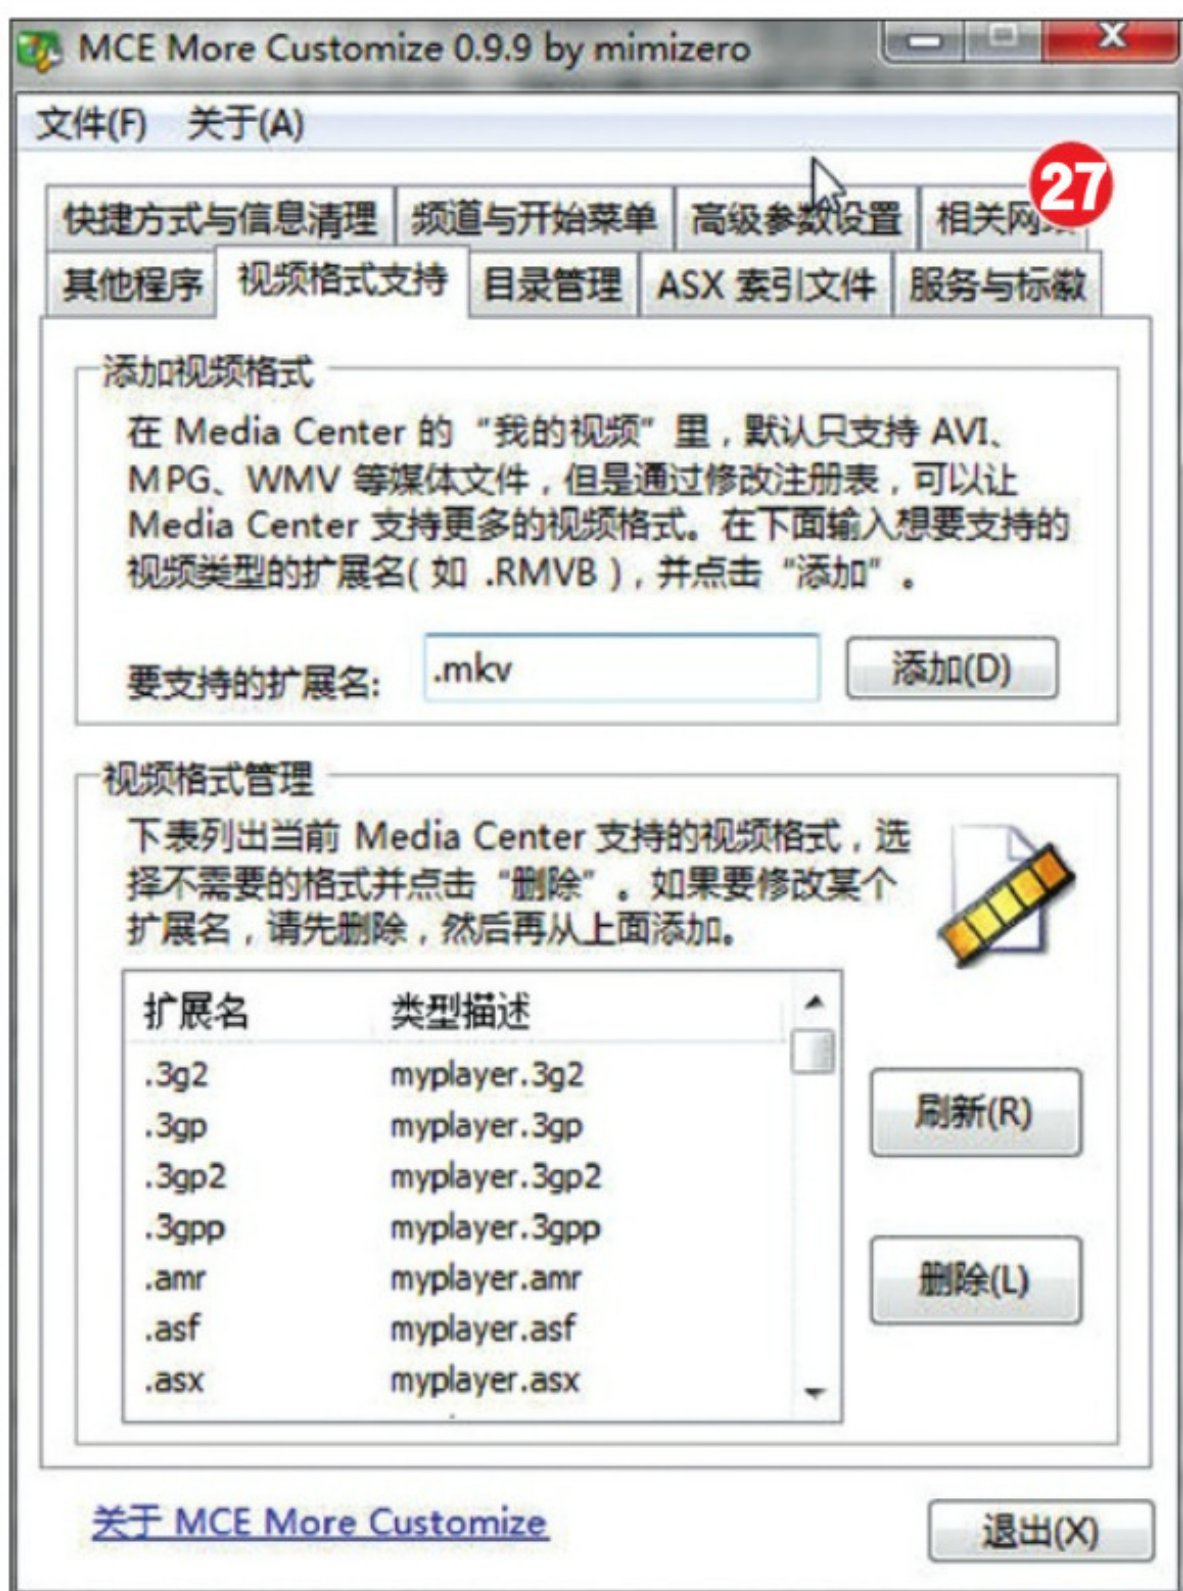 MCE More Customize 0.9.9 by mimizero
文件(F) 关于(A)
27
快捷方式与信息清理 频道与开始菜单 高级参数设置 相关网
其他程序 视频格式支持 目录管理 ASX 索引文件 服务与标徽
添加视频格式
在 Media Center 的“我的视频”里，默认只支持 AVI、
MPG、WMV 等媒体文件，但是通过修改注册表，可以让
Media Center 支持更多的视频格式。在下面输入想要支持的
视频类型的扩展名( 如 .RMVB )，并点击“添加”。
要支持的扩展名: .mkv 添加(D)
视频格式管理
下表列出当前 Media Center 支持的视频格式，选
择不需要的格式并点击“删除”。如果要修改某个
扩展名，请先删除，然后再从上面添加。
扩展名 类型描述
.3g2 myplayer.3g2
.3gp myplayer.3gp
.3gp2 myplayer.3gp2
.3gpp myplayer.3gpp
.amr myplayer.amr
.asf myplayer.asf
.asx myplayer.asx
刷新(R)
删除(L)
关于 MCE More Customize
退出(X)